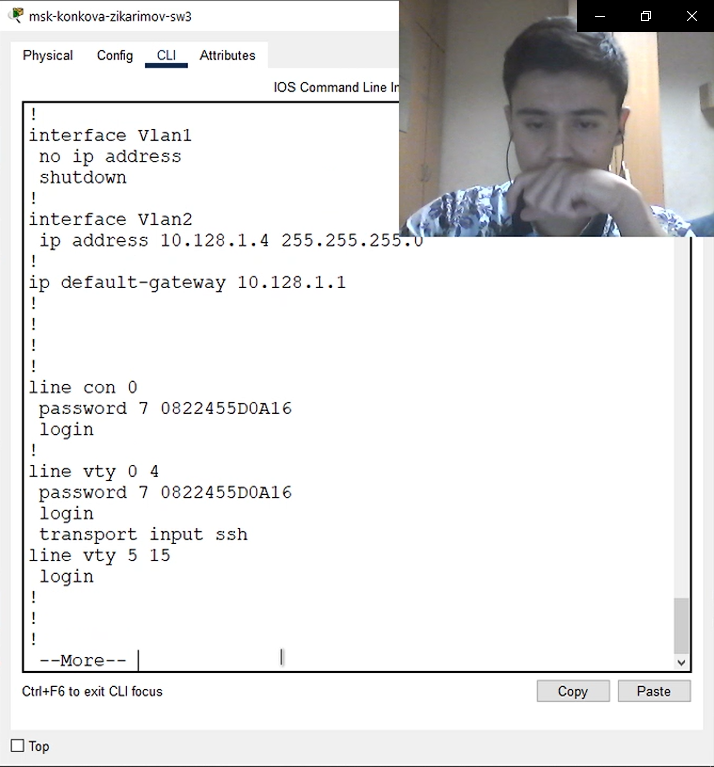 msk-konkova-zikarimov-sw3
Physical Config CLI Attributes
IOS Command Line In
!
interface Vlan1
no ip address
shutdown
!
interface Vlan2
ip address 10.128.1.4 255.255.255.0
!
ip default-gateway 10.128.1.1
!
!
!
!
line con 0
password 7 0822455D0A16
login
!
line vty 0 4
password 7 0822455D0A16
login
transport input ssh
line vty 5 15
login
!
!
!
--More--
Ctrl+F6 to exit CLI focus
Copy Paste
Top